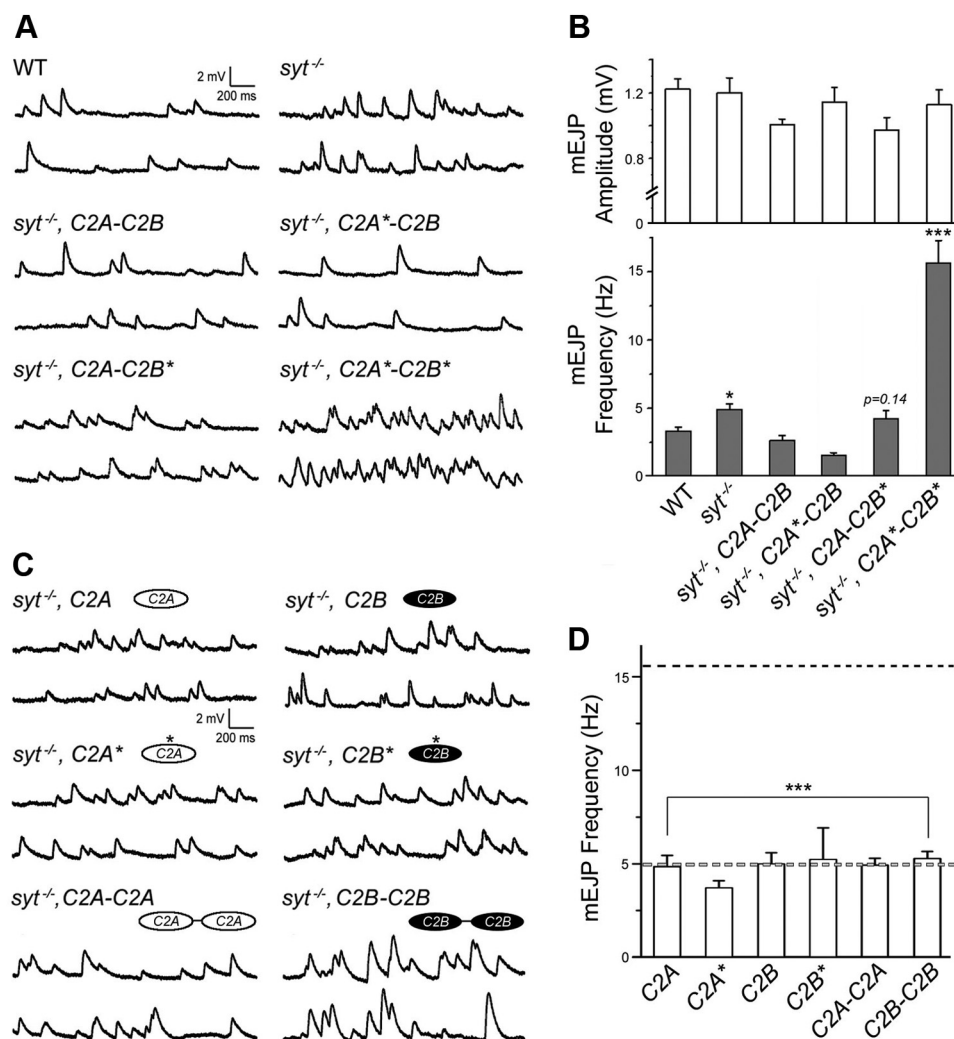 A
WT
2 mV
200 ms
syt-/-
syt-/-, C2A-C2B
syt-/-, C2A*-C2B
syt-/-, C2A-C2B*
syt-/-, C2A*-C2B*
B
mEJP
Amplitude (mV)
1.2
0.8
0
mEJP
Frequency (Hz)
15
10
5
0
*
p=0.14
***
WT
syt-/-
syt-/-, C2A-C2B
syt-/-, C2A*-C2B
syt-/-, C2A-C2B*
syt-/-, C2A*-C2B*
C
syt-/-, C2A
C2A
syt-/-, C2B
C2B
2 mV
200 ms
syt-/-, C2A*
*
C2A
syt-/-, C2B*
*
C2B
syt-/-, C2A-C2A
C2A C2A
syt-/-, C2B-C2B
C2B C2B
D
mEJP Frequency (Hz)
15
10
5
0
***
C2A
C2A*
C2B
C2B*
C2A-C2A
C2B-C2B